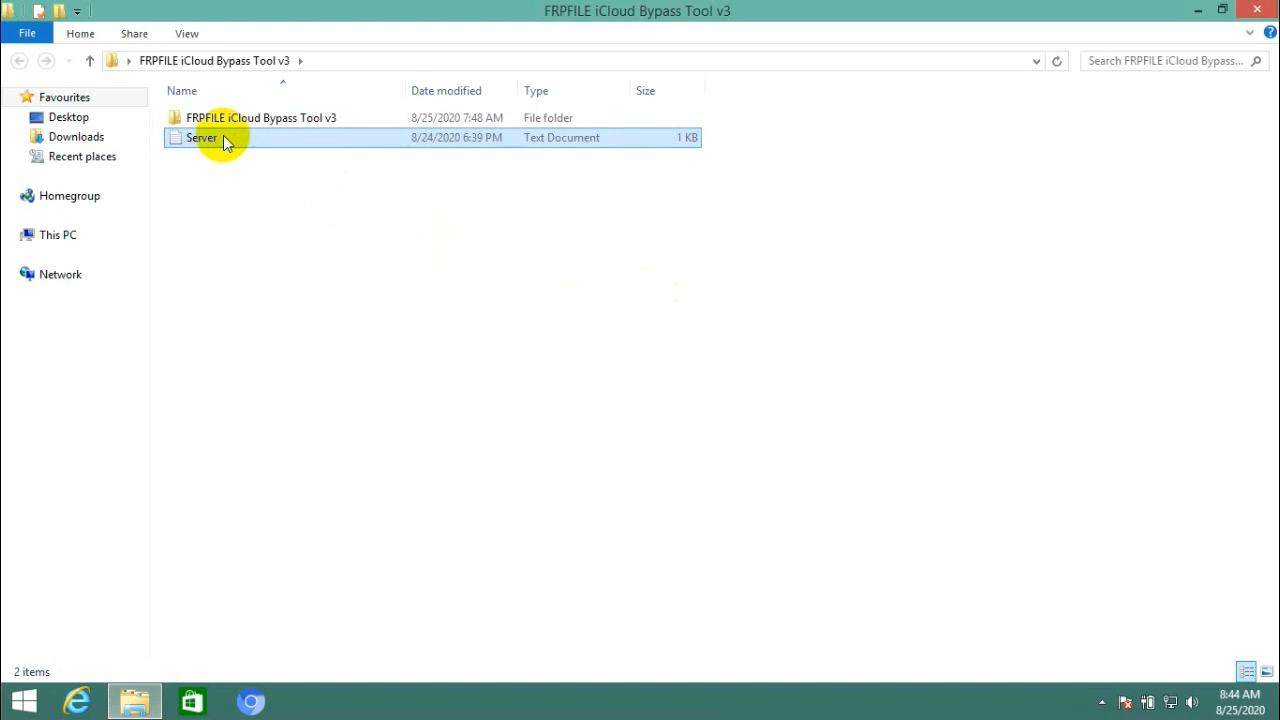 FRPFILE iCloud Bypass Tool v3
File Home Share View
FRPFILE iCloud Bypass Tool v3
Search FRPFILE iCloud Bypass...
Name Date modified Type Size
Favourites
Desktop
Downloads
Recent places
Homegroup
This PC
Network
FRPFILE iCloud Bypass Tool v3 8/25/2020 7:48 AM File folder
Server 8/24/2020 6:39 PM Text Document 1 KB
2 items
8:44 AM
8/25/2020